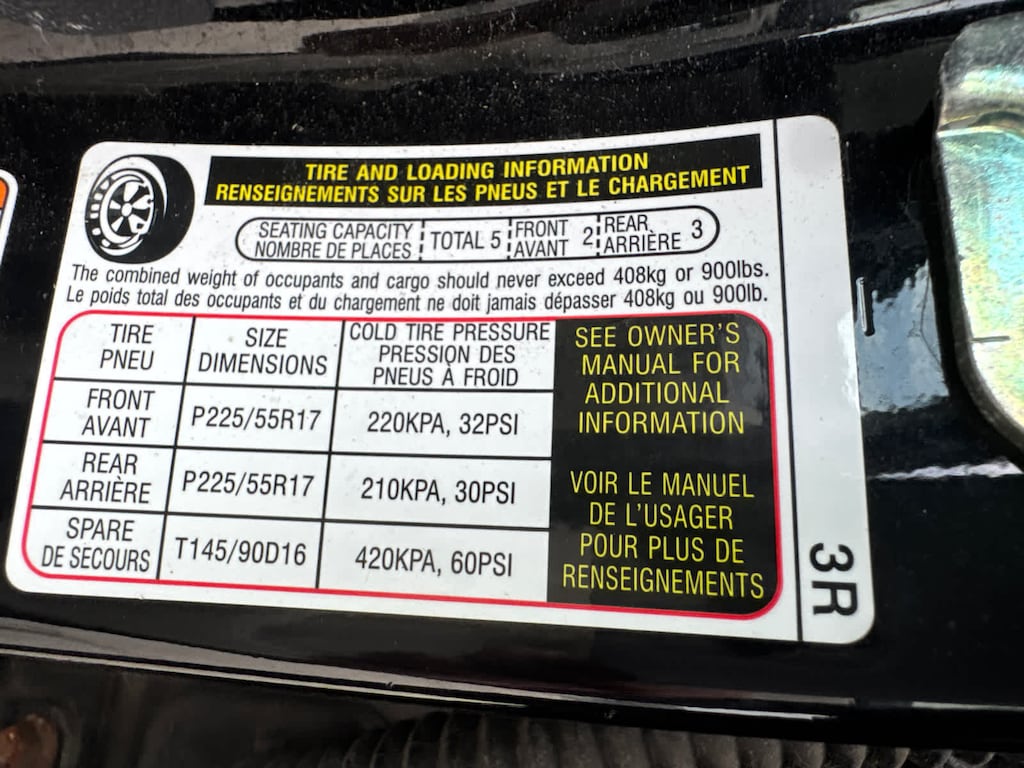 TIRE AND LOADING INFORMATION
RENSEIGNEMENTS SUR LES PNEUS ET LE CHARGEMENT
SEATING CAPACITY
NOMBRE DE PLACES
TOTAL 5
FRONT
AVANT
2
REAR
ARRIÈRE
3
The combined weight of occupants and cargo should never exceed 408kg or 900lbs.
Le poids total des occupants et du chargement ne doit jamais dépasser 408kg ou 900lb.
TIRE
PNEU
SIZE
DIMENSIONS
COLD TIRE PRESSURE
PRESSION DES
PNEUS À FROID
FRONT
AVANT
P225/55R17
220KPA, 32PSI
REAR
ARRIÈRE
P225/55R17
210KPA, 30PSI
SPARE
DE SECOURS
T145/90D16
420KPA, 60PSI
SEE OWNER'S
MANUAL FOR
ADDITIONAL
INFORMATION
VOIR LE MANUEL
DE L'USAGER
POUR PLUS DE
RENSEIGNEMENTS
3R